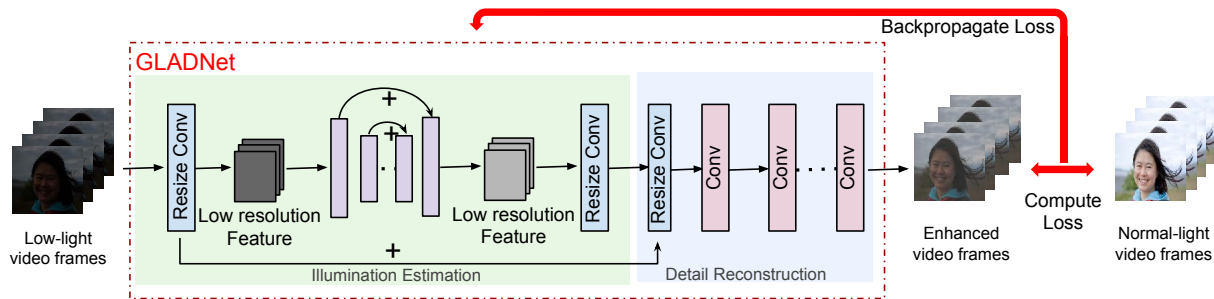 Backpropagate Loss
GLADNet
+
+
Resize Conv
Low resolution
Feature
Low resolution
Feature
Resize Conv
Resize Conv
Conv
Conv
Conv
+
Illumination Estimation
Detail Reconstruction
Low-light
video frames
Enhanced
video frames
Compute
Loss
Normal-light
video frames